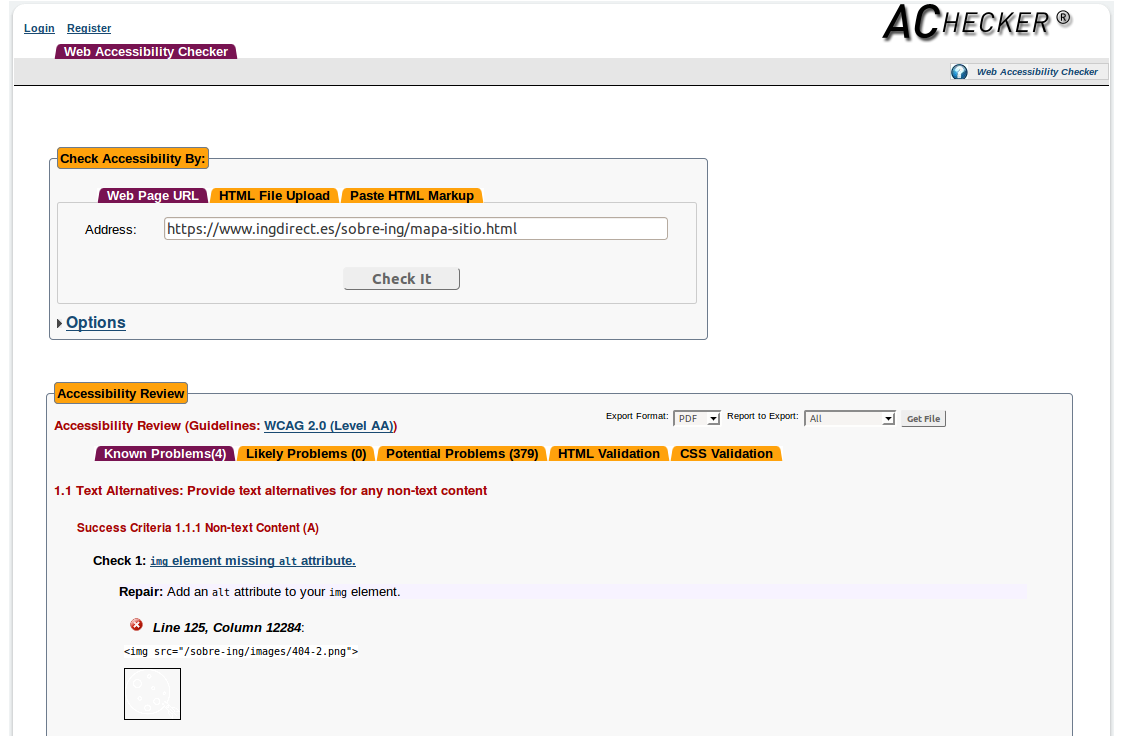 Login Register
ACHECKER ®
Web Accessibility Checker
Web Accessibility Checker
Check Accessibility By:
Web Page URL HTML File Upload Paste HTML Markup
Address: https://www.ingdirect.es/sobre-ing/mapa-sitio.html
Check It
Options
Accessibility Review
Export Format: PDF Report to Export: All Get File
Accessibility Review (Guidelines: WCAG 2.0 (Level AA))
Known Problems(4) Likely Problems (0) Potential Problems (379) HTML Validation CSS Validation
1.1 Text Alternatives: Provide text alternatives for any non-text content
Success Criteria 1.1.1 Non-text Content (A)
Check 1: img element missing alt attribute.
Repair: Add an alt attribute to your img element.
Line 125, Column 12284:
<img src="/sobre-ing/images/404-2.png">